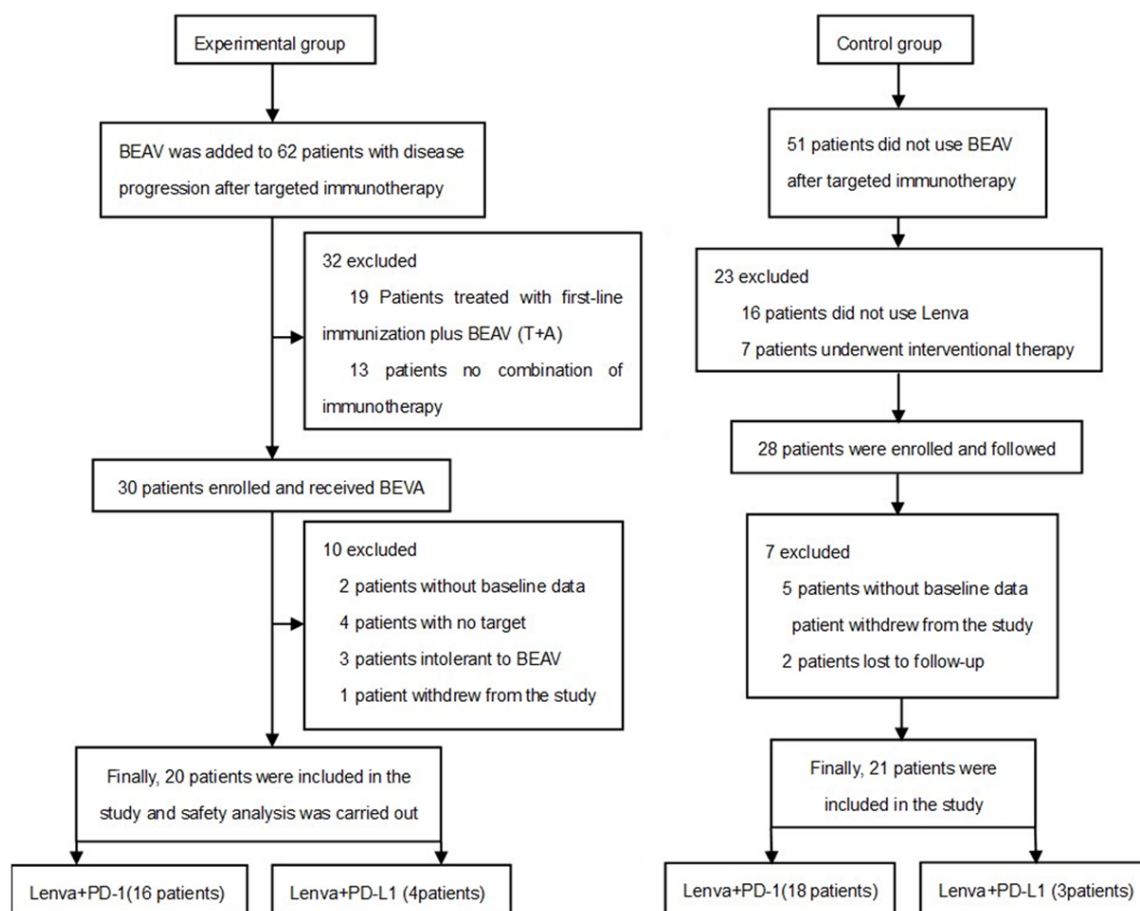 Experimental group
BEAV was added to 62 patients with disease
progression after targeted immunotherapy
32 excluded
19 Patients treated with first-line
immunization plus BEAV (T+A)
13 patients no combination of
immunotherapy
30 patients enrolled and received BEVA
10 excluded
2 patients without baseline data
4 patients with no target
3 patients intolerant to BEAV
1 patient withdrew from the study
Finally, 20 patients were included in the
study and safety analysis was carried out
Lenva+PD-1(16 patients)
Lenva+PD-L1 (4patients)
Control group
51 patients did not use BEAV
after targeted immunotherapy
23 excluded
16 patients did not use Lenva
7 patients underwent interventional therapy
28 patients were enrolled and followed
7 excluded
5 patients without baseline data
patient withdrew from the study
2 patients lost to follow-up
Finally, 21 patients were
included in the study
Lenva+PD-1(18 patients)
Lenva+PD-L1 (3patients)